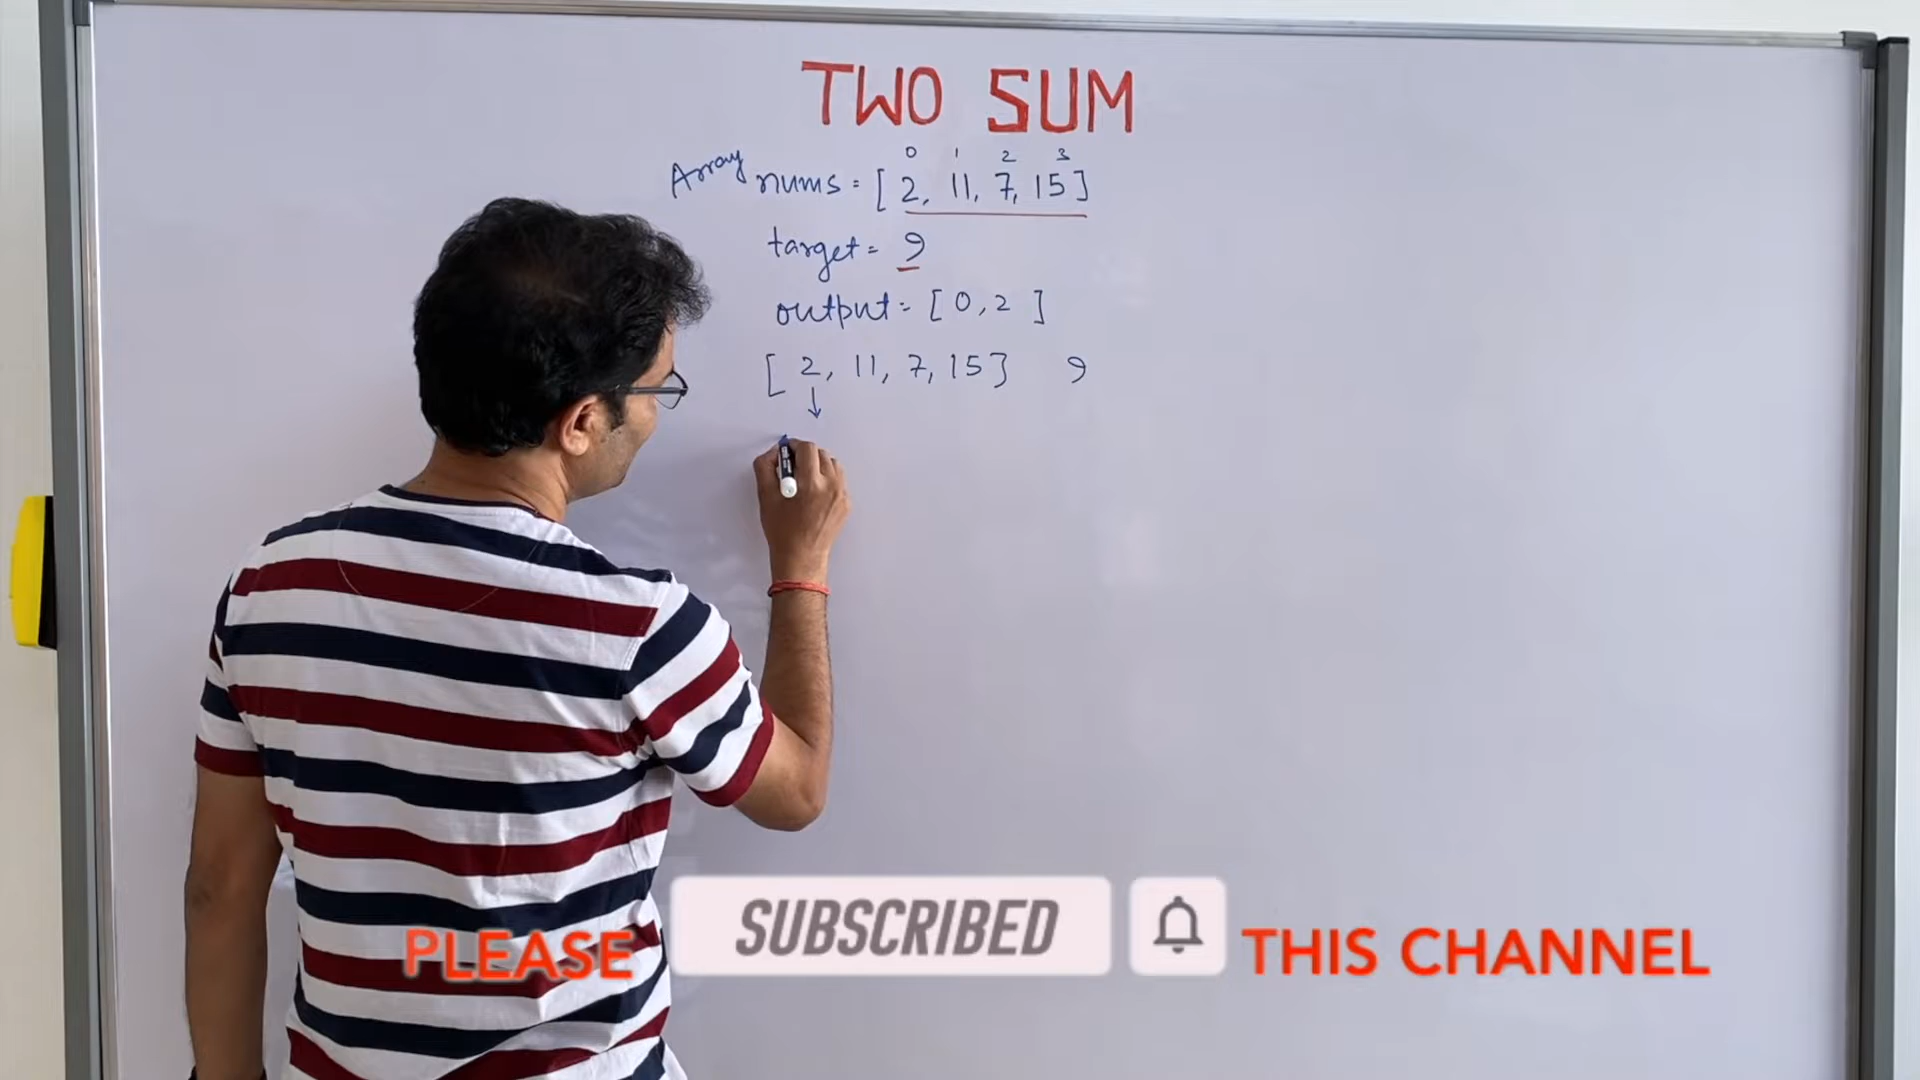 TWO SUM
0 1 2 3
Array nums = [ 2, 11, 7, 15 ]
target = 9
output = [ 0, 2 ]
[ 2, 11, 7, 15 ] 9
PLEASE SUBSCRIBED THIS CHANNEL